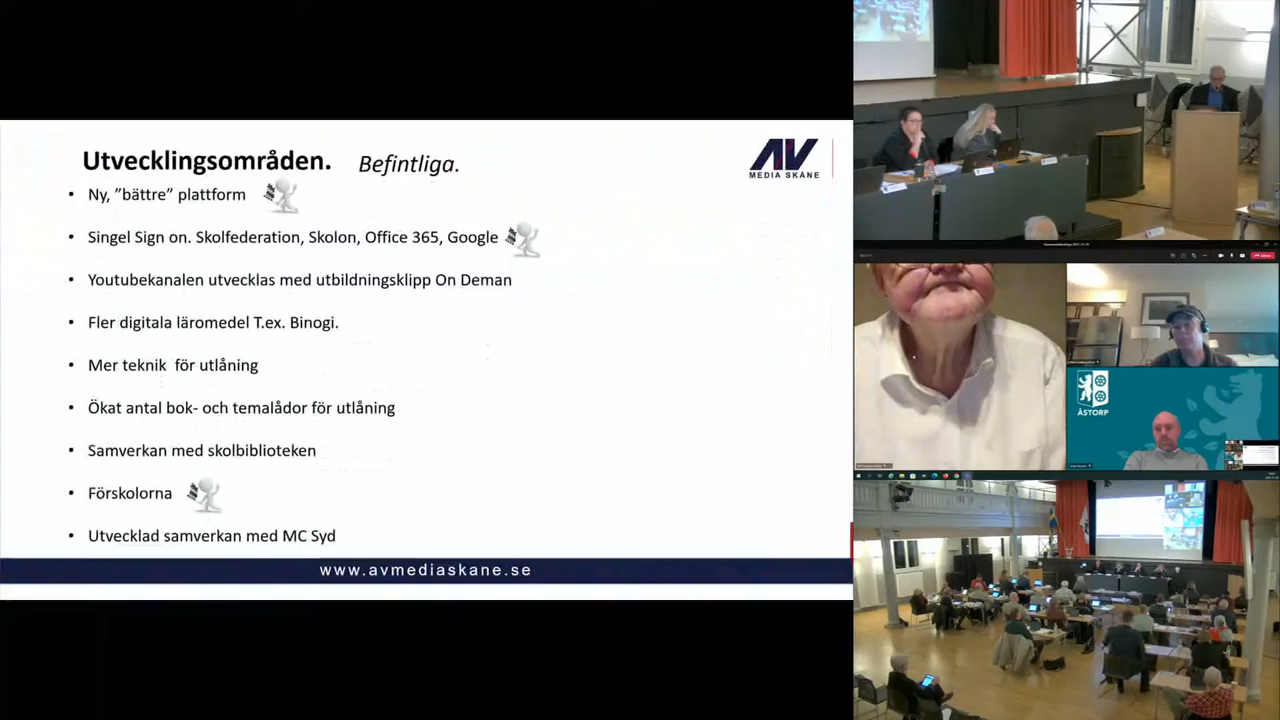 Utvecklingsområden. Befintliga.
AV
MEDIA SKÅNE
• Ny, ”bättre” plattform
• Singel Sign on. Skolfederation, Skolon, Office 365, Google
• Youtubekanalen utvecklas med utbildningsklipp On Deman
• Fler digitala läromedel T.ex. Binogi.
• Mer teknik för utlåning
• Ökat antal bok- och temalådor för utlåning
• Samverkan med skolbiblioteken
• Förskolorna
• Utvecklad samverkan med MC Syd
www.avmediaskane.se
ÅSTORP